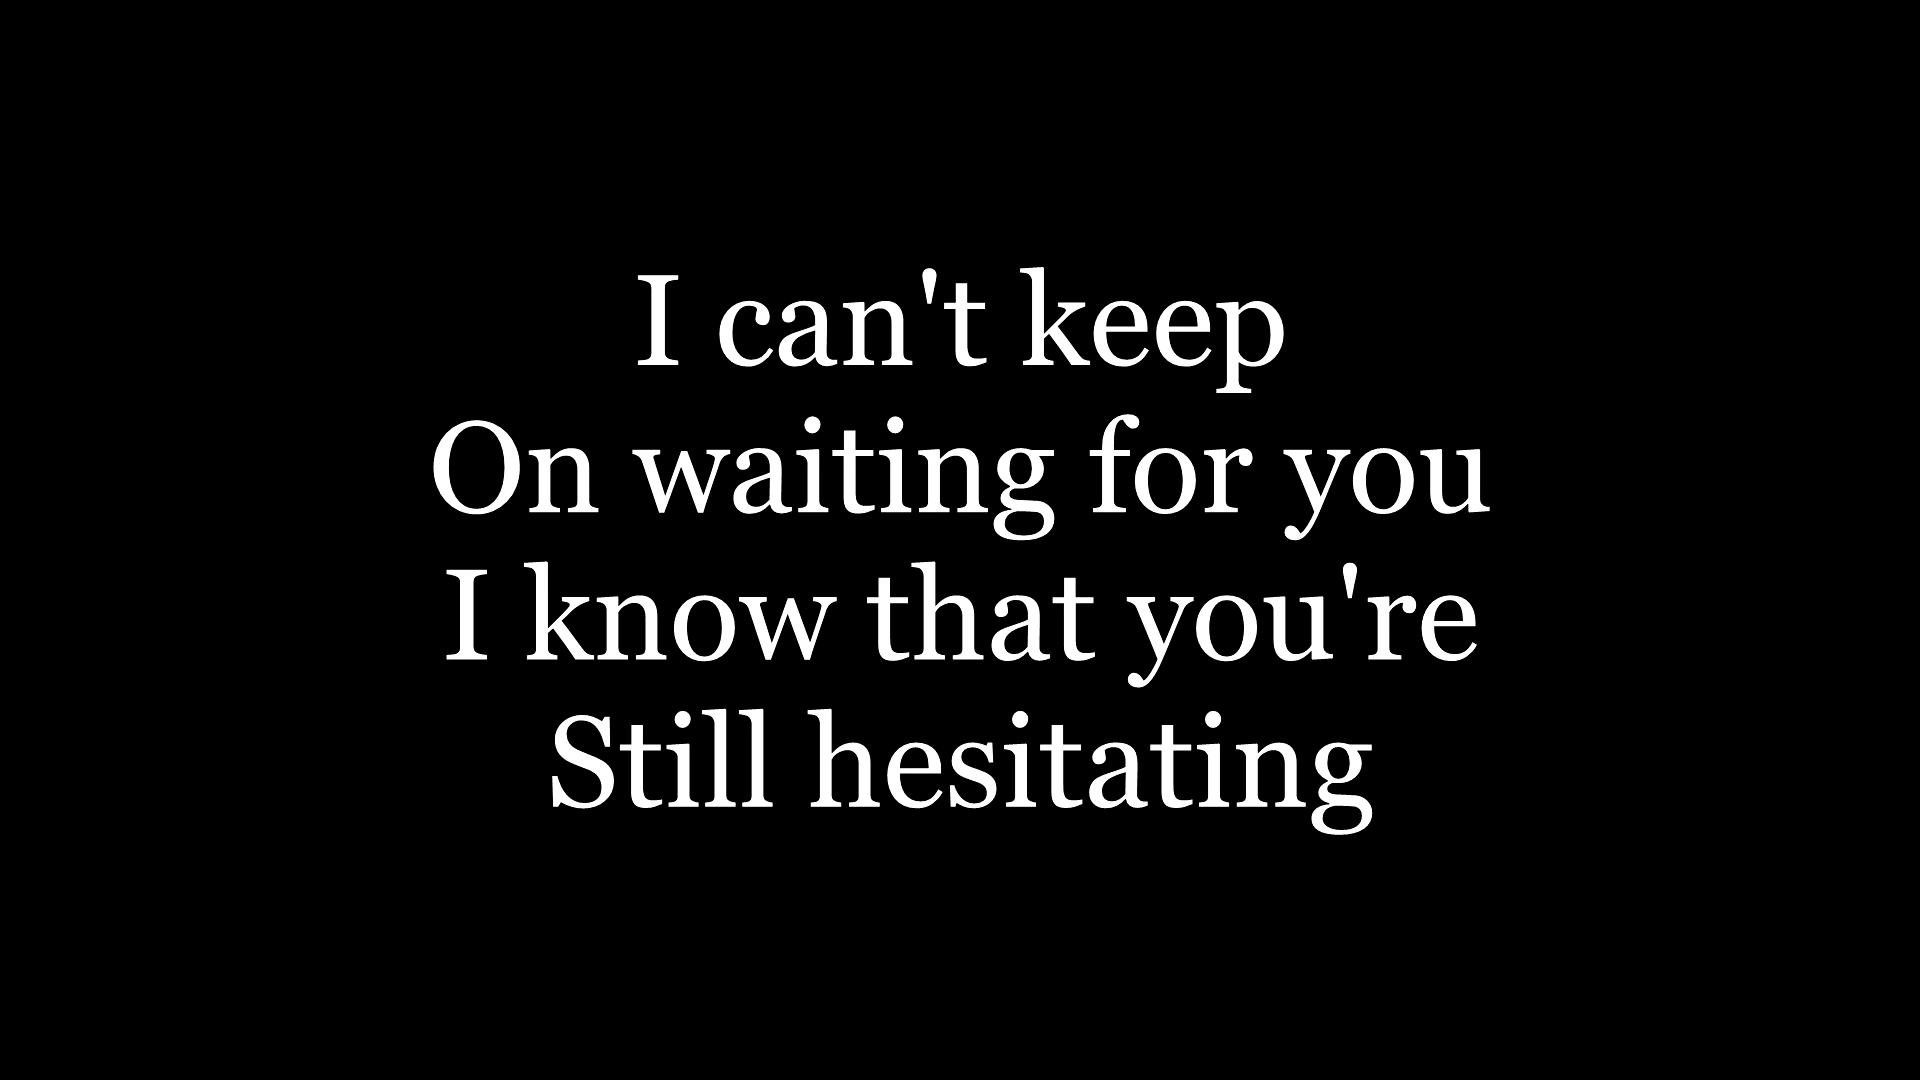 I can't keep
On waiting for you
I know that you're
Still hesitating